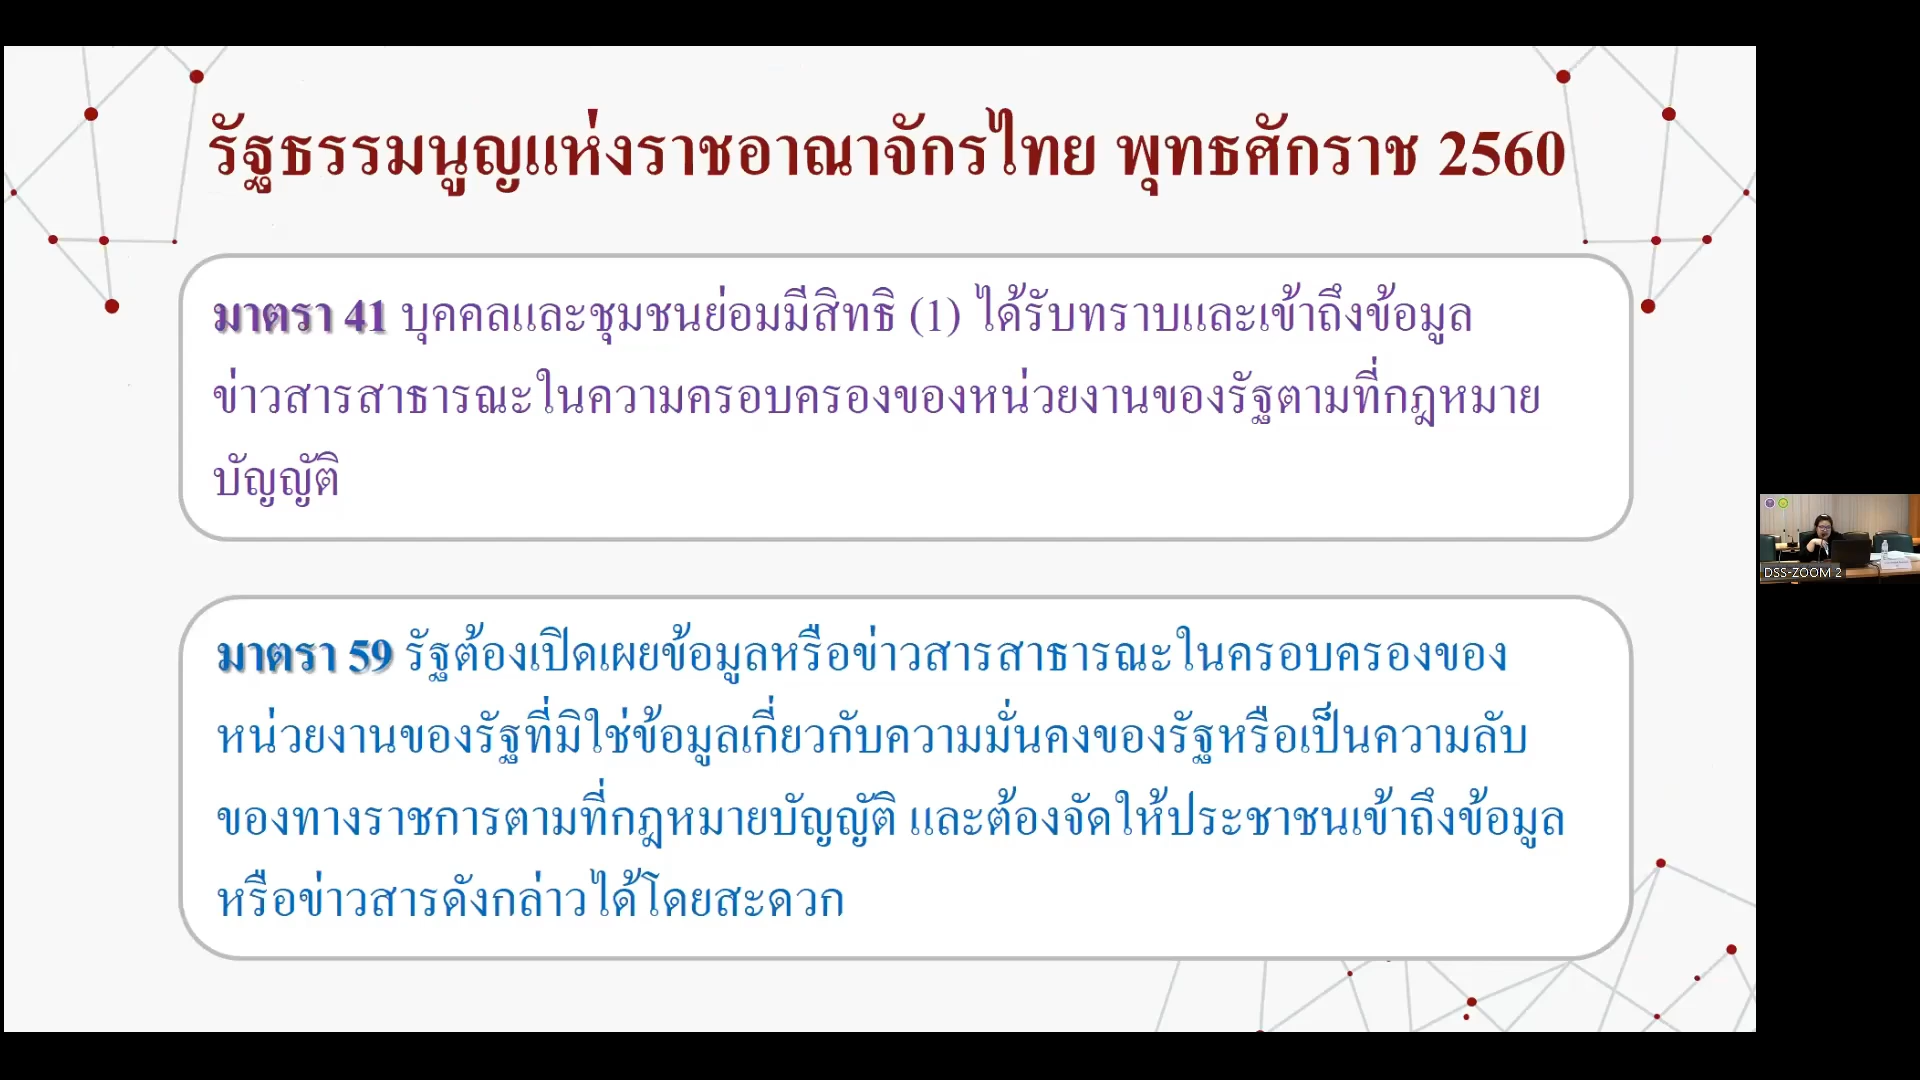 รัฐธรรมนูญแห่งราชอาณาจักรไทย พุทธศักราช 2560
มาตรา 41 บุคคลและชุมชนย่อมมีสิทธิ (1) ได้รับทราบและเข้าถึงข้อมูล
ข่าวสารสาธารณะในความครอบครองของหน่วยงานของรัฐตามที่กฎหมาย
บัญญัติ
มาตรา 59 รัฐต้องเปิดเผยข้อมูลหรือข่าวสารสาธารณะในครอบครองของ
หน่วยงานของรัฐที่มิใช่ข้อมูลเกี่ยวกับความมั่นคงของรัฐหรือเป็นความลับ
ของทางราชการตามที่กฎหมายบัญญัติ และต้องจัดให้ประชาชนเข้าถึงข้อมูล
หรือข่าวสารดังกล่าวได้โดยสะดวก
DSS-ZOOM 2